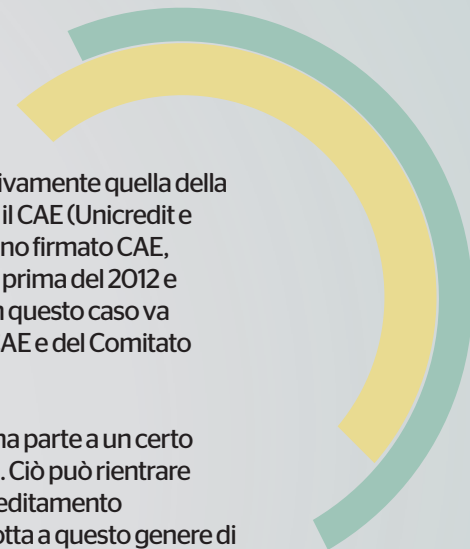 ivamente quella della
il CAE (Unicredit e
no firmato CAE,
prima del 2012 e
n questo caso va
AE e del Comitato
na parte a un certo
. Ciò può rientrare
editamento
otta a questo genere di